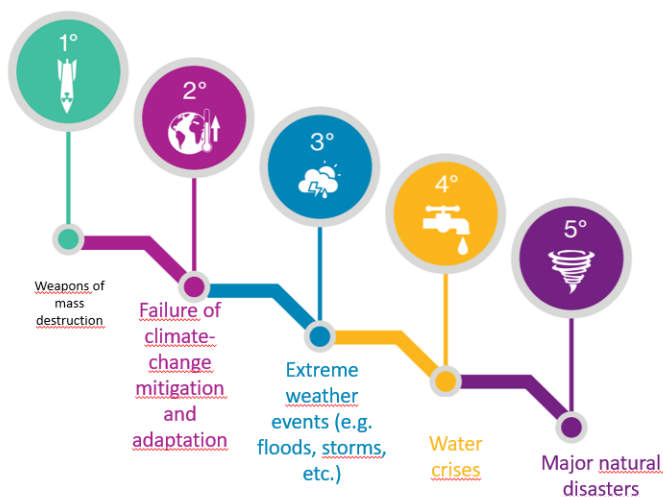 1°
2°
3°
4°
5°
Weapons of
mass
destruction
Failure of
climate-
change
mitigation
and
adaptation
Extreme
weather
events (e.g.
floods, storms,
etc.)
Water
crises
Major natural
disasters